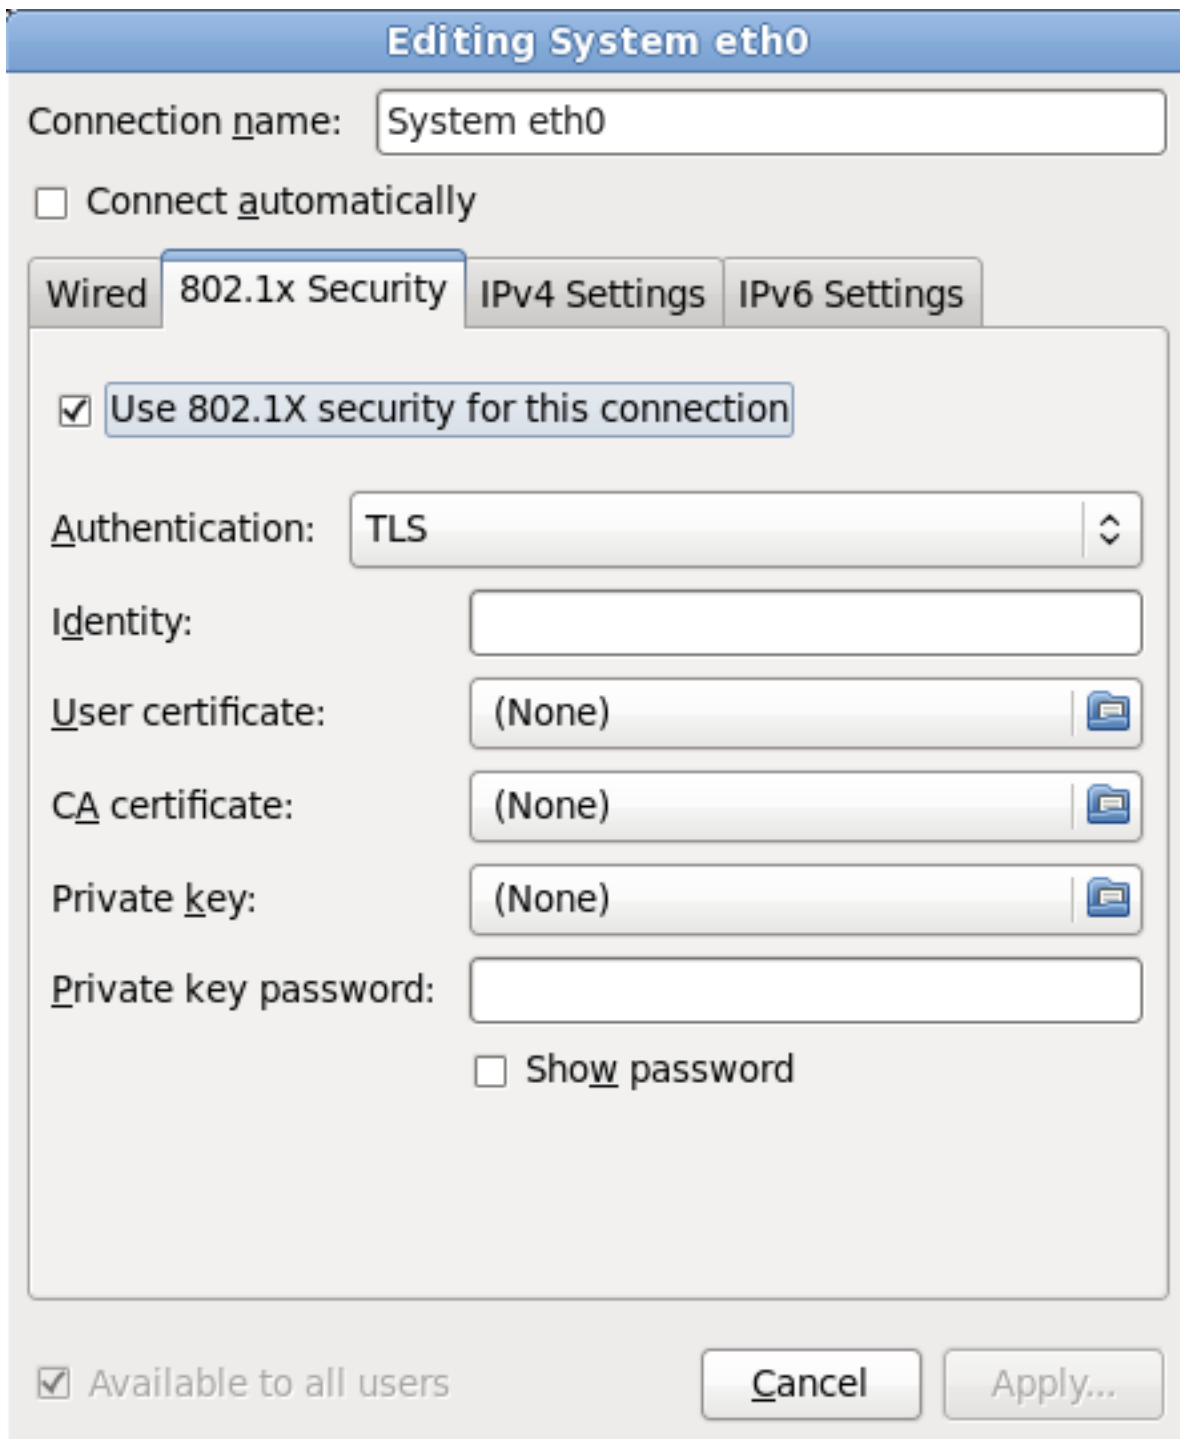 Editing System eth0
Connection name: System eth0
Connect automatically
Wired 802.1x Security IPv4 Settings IPv6 Settings
Use 802.1X security for this connection
Authentication: TLS
Identity:
User certificate: (None)
CA certificate: (None)
Private key: (None)
Private key password:
Show password
Available to all users Cancel Apply...